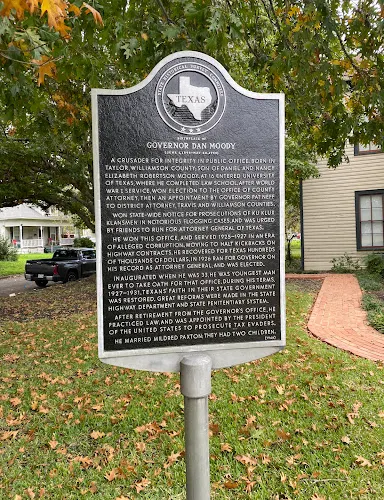 TEXAS
BIRTHPLACE OF
GOVERNOR DAN MOODY
A CRUSADER FOR INTEGRITY IN PUBLIC OFFICE. BORN IN
TAYLOR, WILLIAMSON COUNTY, SON OF DANIEL AND NANCY
ELIZABETH ROBERTSON MOODY. AT 17 ENTERED UNIVERSITY
OF TEXAS, WHERE HE COMPLETED LAW SCHOOL. AFTER WORLD
WAR I SERVICE, WON ELECTION TO THE OFFICE OF COUNTY
ATTORNEY, THEN AN APPOINTMENT BY GOVERNOR PAT NEFF
TO DISTRICT ATTORNEY, TRAVIS AND WILLIAMSON COUNTIES.
WON STATE-WIDE NOTICE FOR PROSECUTIONS OF KU KLUX
KLANSMEN IN NOTORIOUS FLOGGING CASES, AND WAS URGED
BY FRIENDS TO RUN FOR ATTORNEY GENERAL OF TEXAS.
HE WON THIS OFFICE, AND SERVED 1925-1927 IN AN ERA
OF ALLEGED CORRUPTION, MOVING TO HALT KICKBACKS ON
HIGHWAY CONTRACTS, HE RECOVERED FOR TEXAS HUNDREDS
OF THOUSANDS OF DOLLARS. IN 1926 RAN FOR GOVERNOR ON
HIS RECORD AS ATTORNEY GENERAL, AND WAS ELECTED.
INAUGURATED WHEN HE WAS 33, HE WAS YOUNGEST MAN
EVER TO TAKE OATH FOR THAT OFFICE. DURING HIS TERMS,
1927-1931, TEXAS' FAITH IN THEIR STATE GOVERNMENT
WAS RESTORED. GREAT REFORMS WERE MADE IN THE STATE
HIGHWAY DEPARTMENT AND STATE PENITENTIARY SYSTEM.
AFTER RETIREMENT FROM THE GOVERNOR'S OFFICE, HE
PRACTICED LAW, AND WAS APPOINTED BY THE PRESIDENT
OF THE UNITED STATES TO PROSECUTE TAX EVADERS.
HE MARRIED MILDRED PAXTON; THEY HAD TWO CHILDREN.